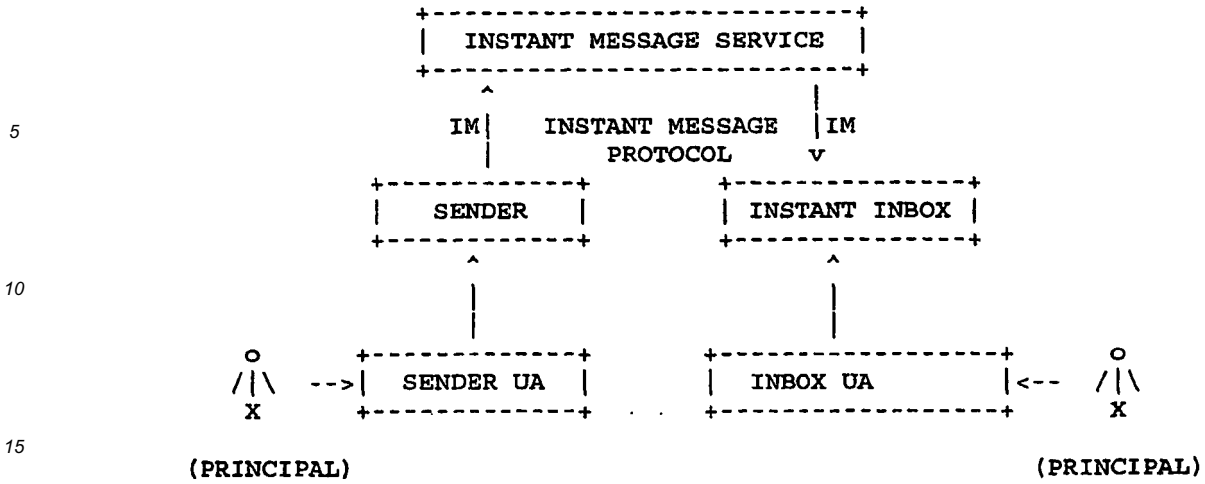 INSTANT MESSAGE SERVICE
5 IM INSTANT MESSAGE IM
PROTOCOL v
SENDER INSTANT INBOX
10
O O
/|\ --> SENDER UA INBOX UA <-- /|\
X X
15
(PRINCIPAL) (PRINCIPAL)